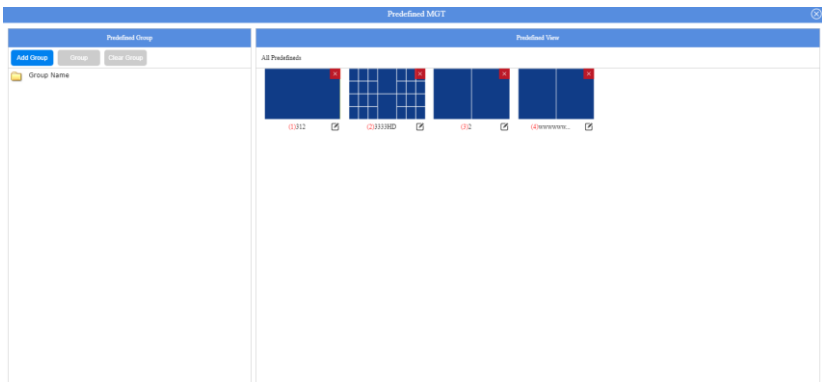 Predefined MGT
Predefined Group
Predefined View
Add Group Group Clear Group
All Predefineds
Group Name
(1)312
(2)3333HD
(3)2
(4)wwwwwww...